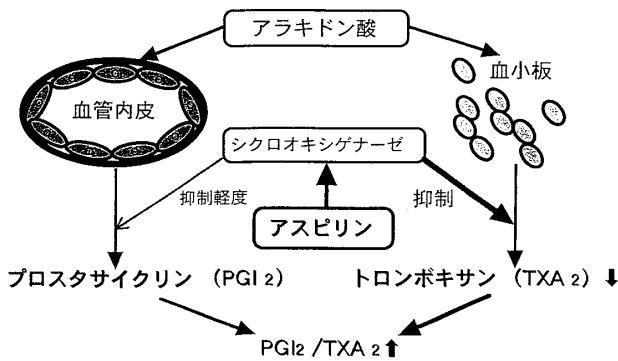 アラキドン酸
血管内皮
血小板
シクロオキシゲナーゼ
抑制軽度
抑制
アスピリン
プロスタサイクリン（PGI2）
トロンボキサン（TXA2）⬇
PGI2/TXA2⬆